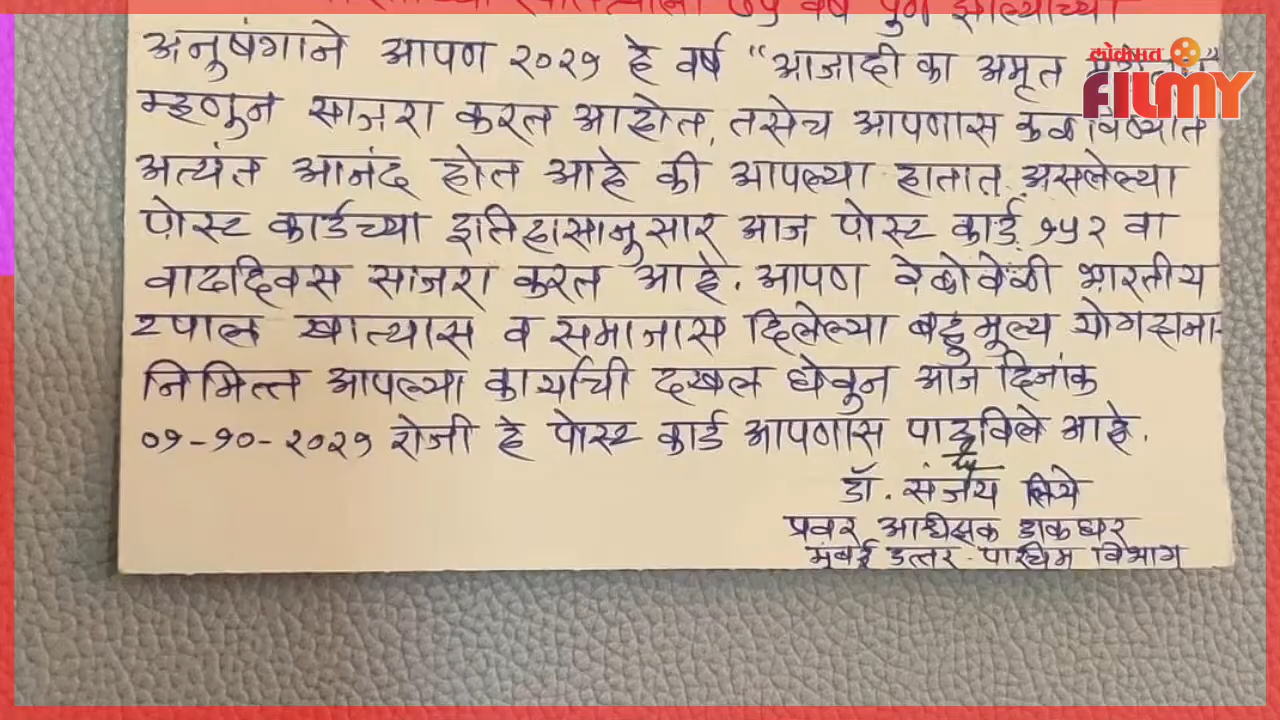 ७५ वर्ष पूर्ण झाल्याच्या
अनुषंगाने आपण २०२१ हे वर्ष “आजादी का अमृत
लोकमत
FILMY
म्हणून साजरा करत आहोत, तसेच आपणास कळविण्यात
अत्यंत आनंद होत आहे की आपल्या हातात असलेल्या
पोस्ट कार्डच्या इतिहासानुसार आज पोस्ट कार्ड १५२ वा
वाढदिवस साजरा करत आहे. आपण वेळोवेळी भारतीय
टपाल खात्यास व समाजास दिलेल्या बहुमूल्य योगदाना-
निमित्त आपल्या कार्याची दखल घेवुन आज दिनांक
०१-१०-२०२१ रोजी हे पोस्ट कार्ड आपणास पाठविले आहे.
डॉ. संजय लिये
प्रवर अधिक्षक डाकघर
मुंबई उत्तर-पश्चिम विभाग